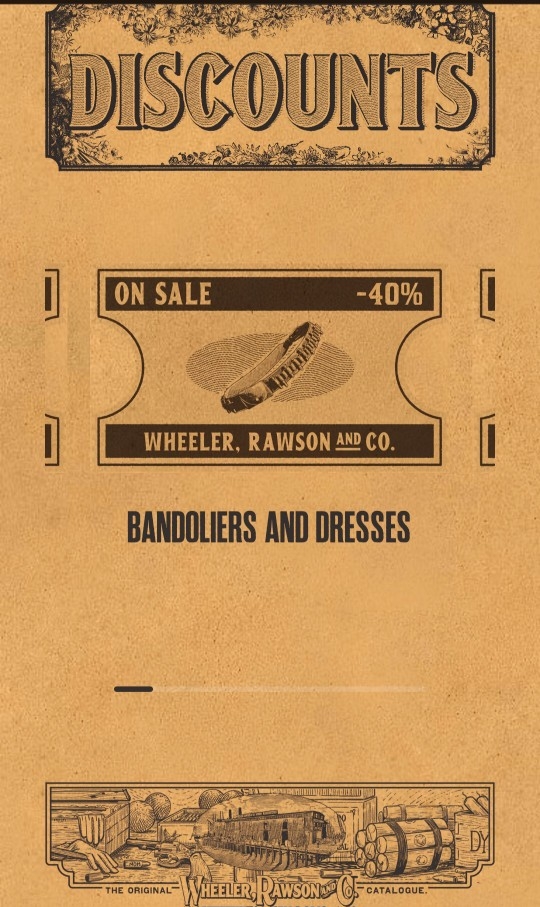 DISCOUNTS
ON SALE
-40%
WHEELER, RAWSON AND CO.
BANDOLIERS AND DRESSES
THE ORIGINAL WHEELER, RAWSON AND Co. CATALOGUE.